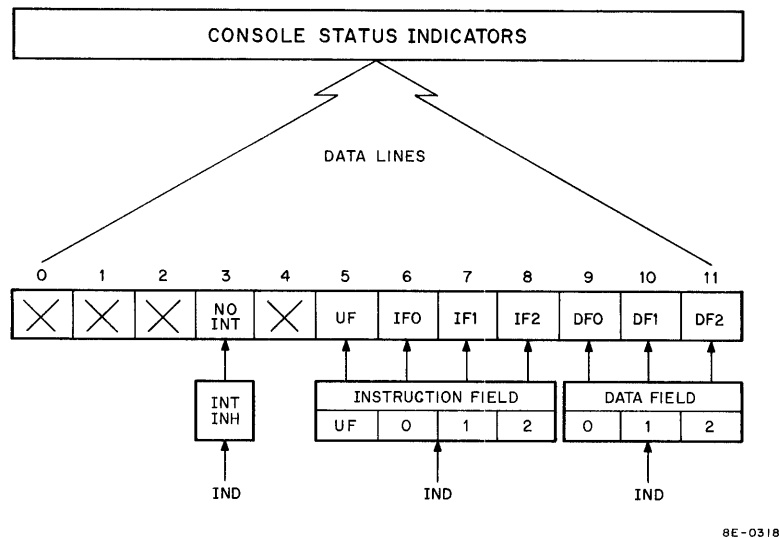 CONSOLE STATUS INDICATORS
DATA LINES
0 1 2 3 4 5 6 7 8 9 10 11
NO INT UF IF0 IF1 IF2 DF0 DF1 DF2
INT INH
INSTRUCTION FIELD DATA FIELD
UF 0 1 2 0 1 2
IND IND IND
8E-0318